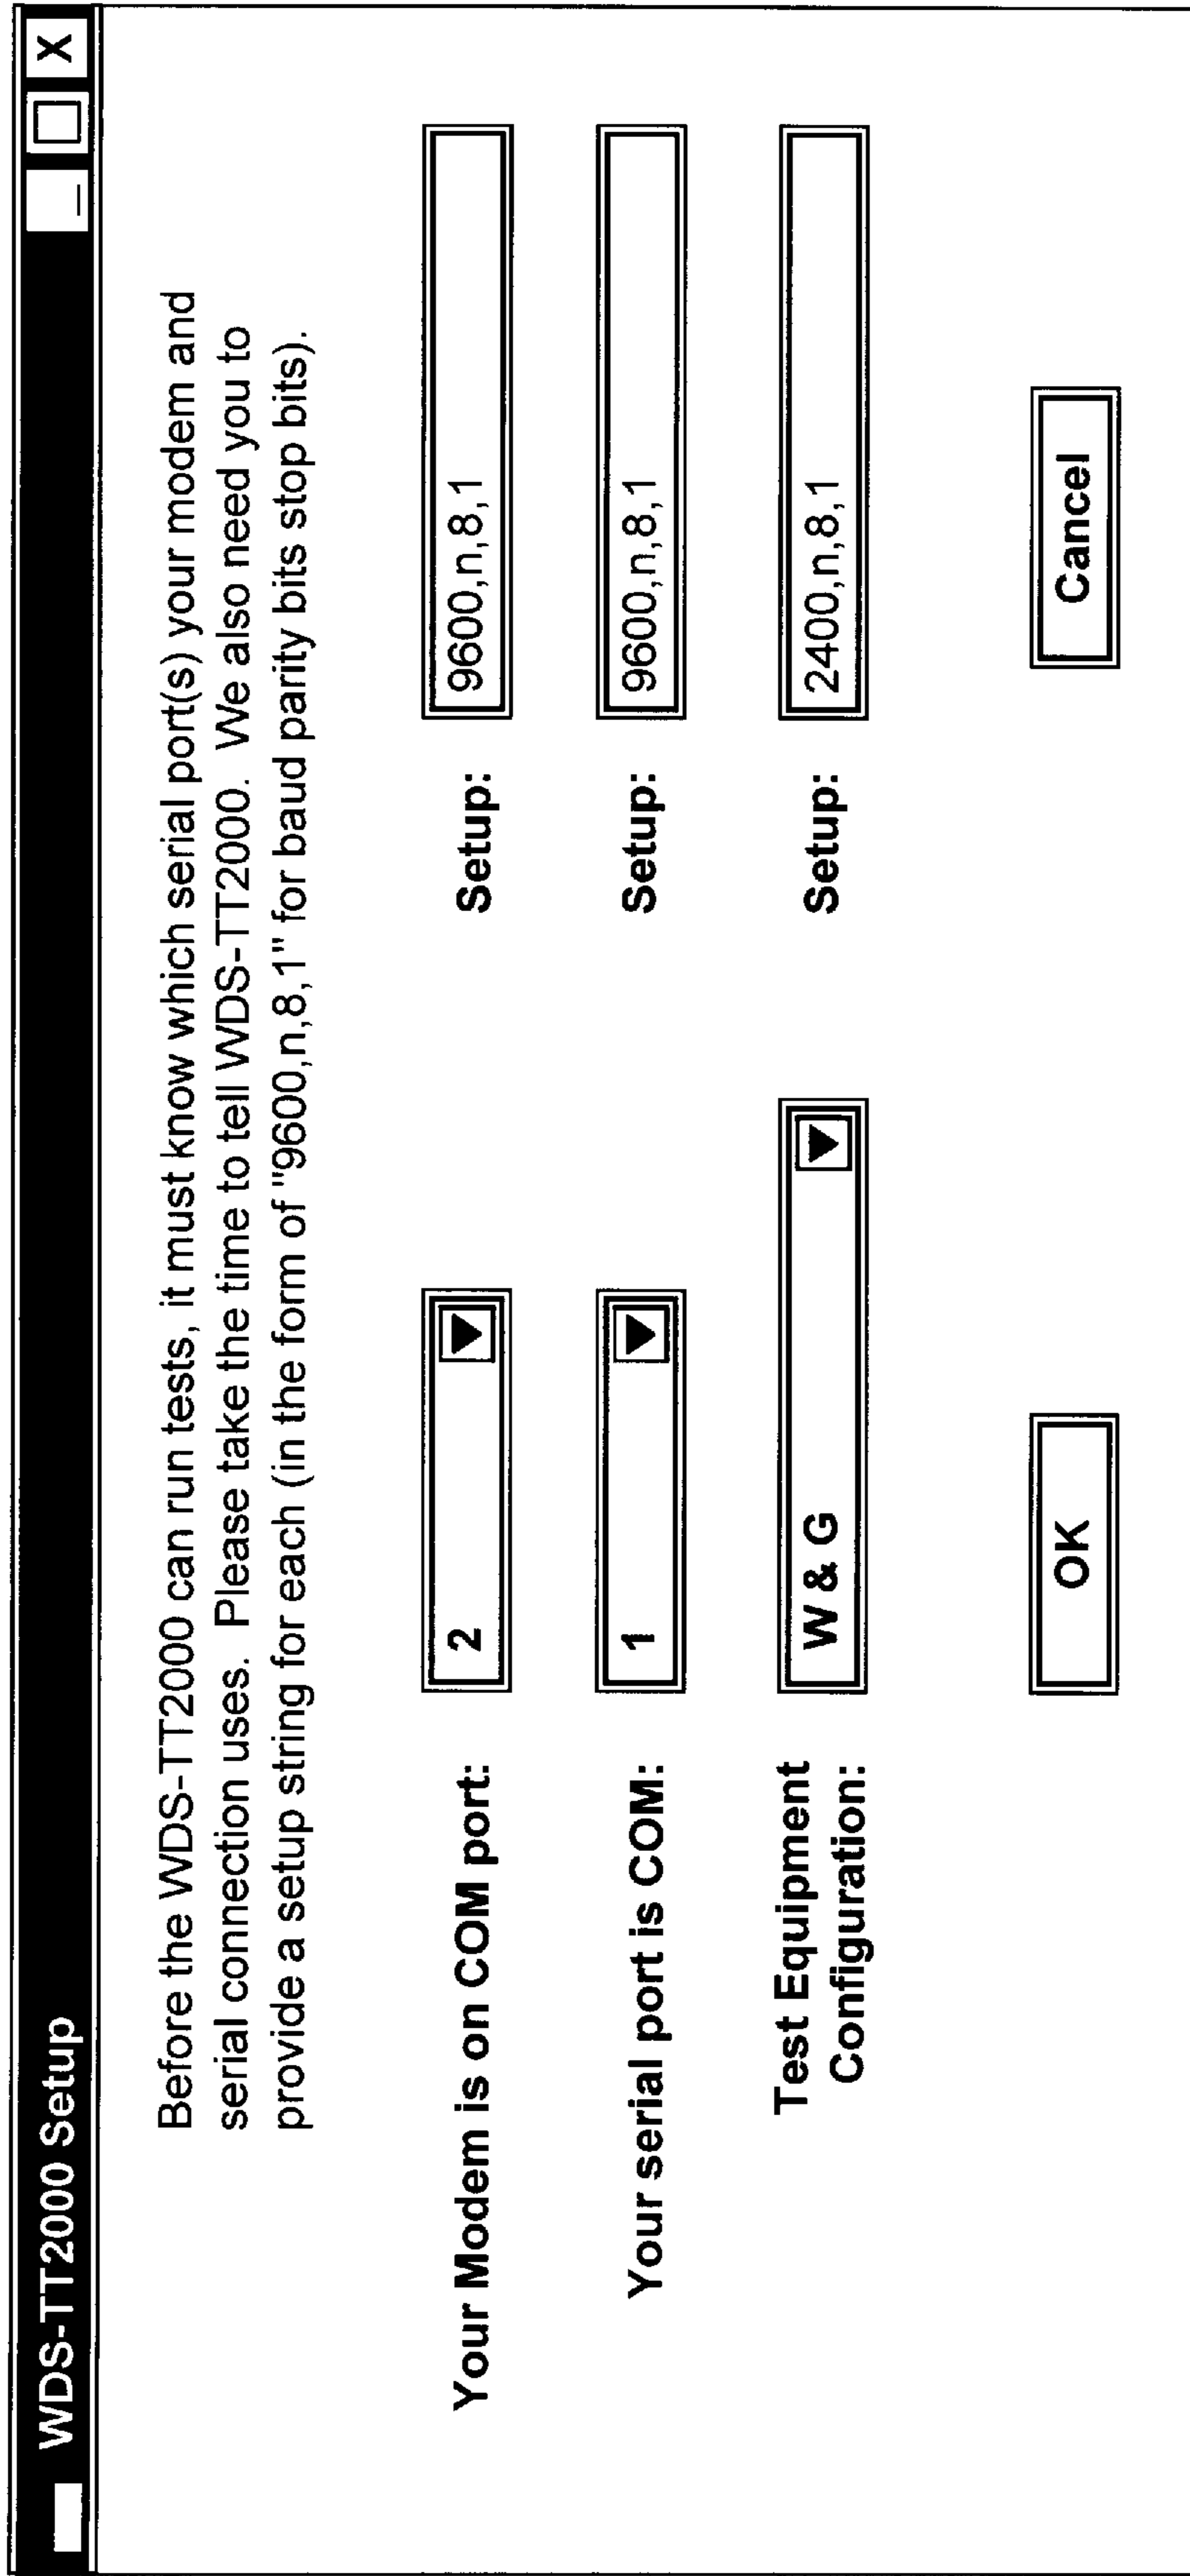 WDS-TT2000 Setup
Before the WDS-TT2000 can run tests, it must know which serial port(s) your modem and
serial connection uses. Please take the time to tell WDS-TT2000. We also need you to
provide a setup string for each (in the form of "9600,n,8,1" for baud parity bits stop bits).
Your Modem is on COM port: 2 Setup: 9600,n,8,1
Your serial port is COM: 1 Setup: 9600,n,8,1
Test Equipment
Configuration: W & G Setup: 2400,n,8,1
OK Cancel